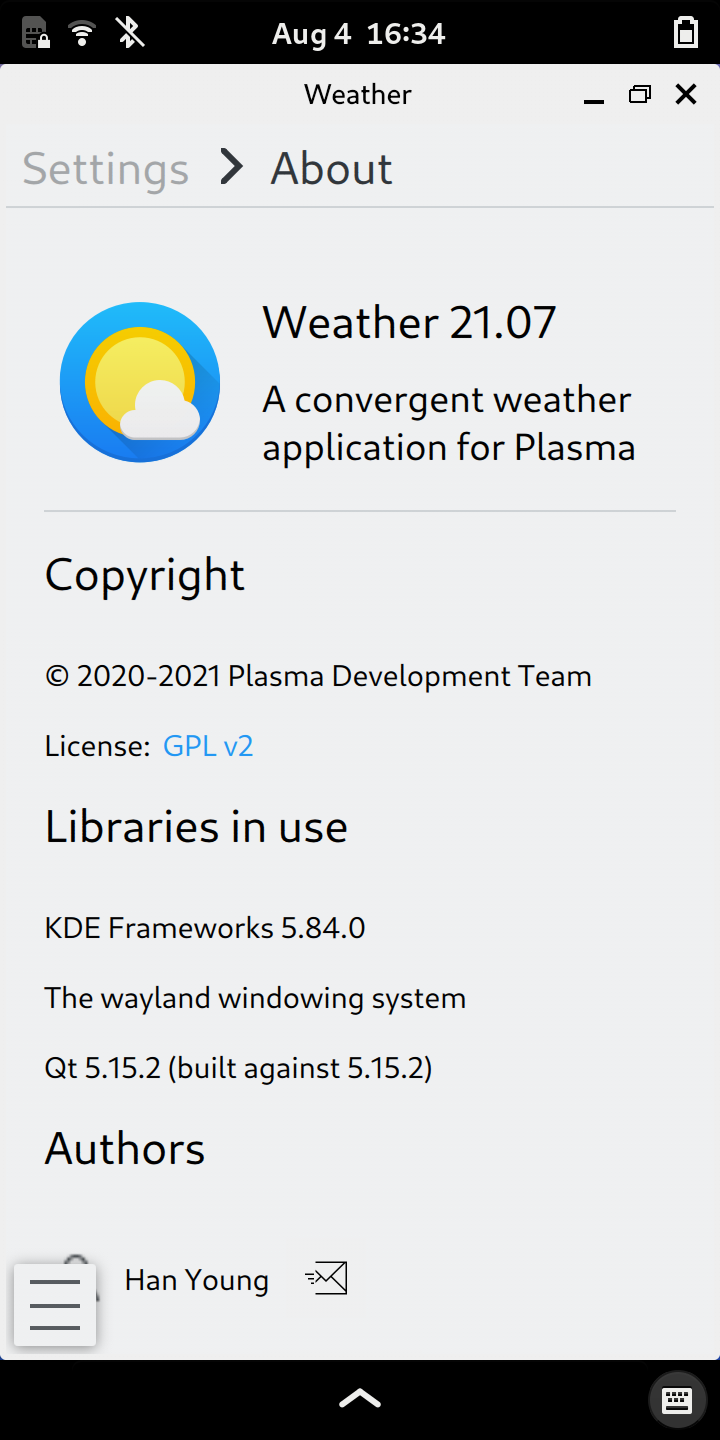 Aug 4 16:34
Weather
Settings > About
Weather 21.07
A convergent weather
application for Plasma
Copyright
© 2020-2021 Plasma Development Team
License: GPL v2
Libraries in use
KDE Frameworks 5.84.0
The wayland windowing system
Qt 5.15.2 (built against 5.15.2)
Authors
Han Young